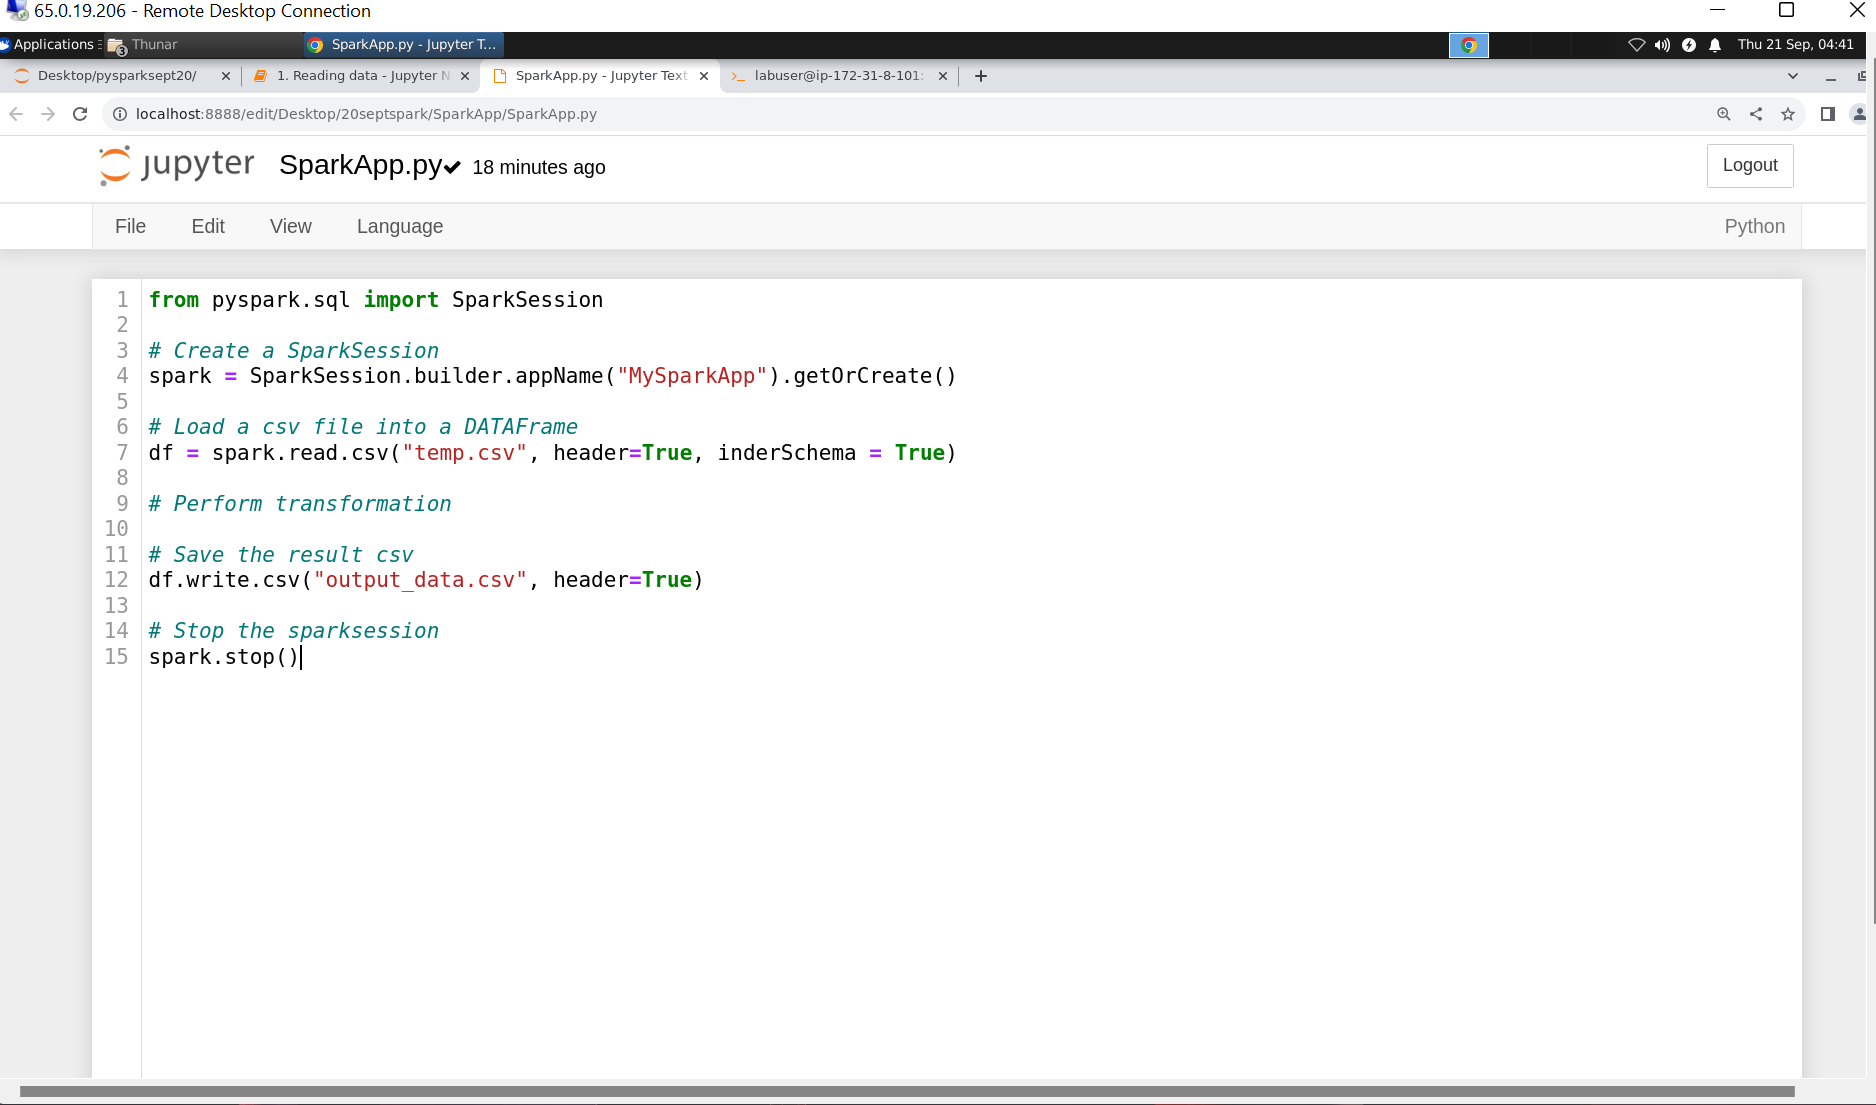 65.0.19.206 - Remote Desktop Connection
Applications 3 Thunar SparkApp.py - Jupyter T... Thu 21 Sep, 04:41
Desktop/pysparksept20/ 1. Reading data - Jupyter N SparkApp.py - Jupyter Text labuser@ip-172-31-8-101:
localhost:8888/edit/Desktop/20septspark/SparkApp/SparkApp.py
jupyter SparkApp.py 18 minutes ago Logout
File Edit View Language Python
1 from pyspark.sql import SparkSession
2
3 # Create a SparkSession
4 spark = SparkSession.builder.appName("MySparkApp").getOrCreate()
5
6 # Load a csv file into a DATAFrame
7 df = spark.read.csv("temp.csv", header=True, inderSchema = True)
8
9 # Perform transformation
10
11 # Save the result csv
12 df.write.csv("output_data.csv", header=True)
13
14 # Stop the sparksession
15 spark.stop()